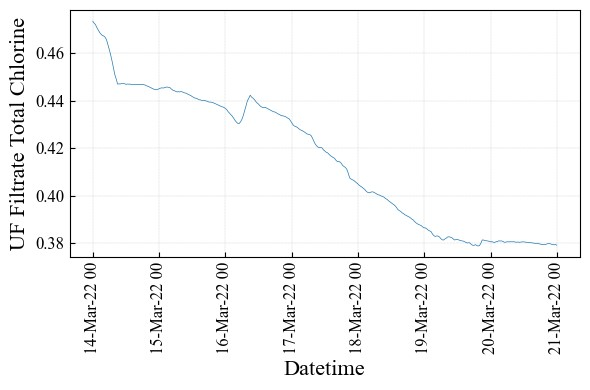 UF Filtrate Total Chlorine
0.46
0.44
0.42
0.40
0.38
14-Mar-22 00
15-Mar-22 00
16-Mar-22 00
17-Mar-22 00
18-Mar-22 00
19-Mar-22 00
20-Mar-22 00
21-Mar-22 00
Datetime